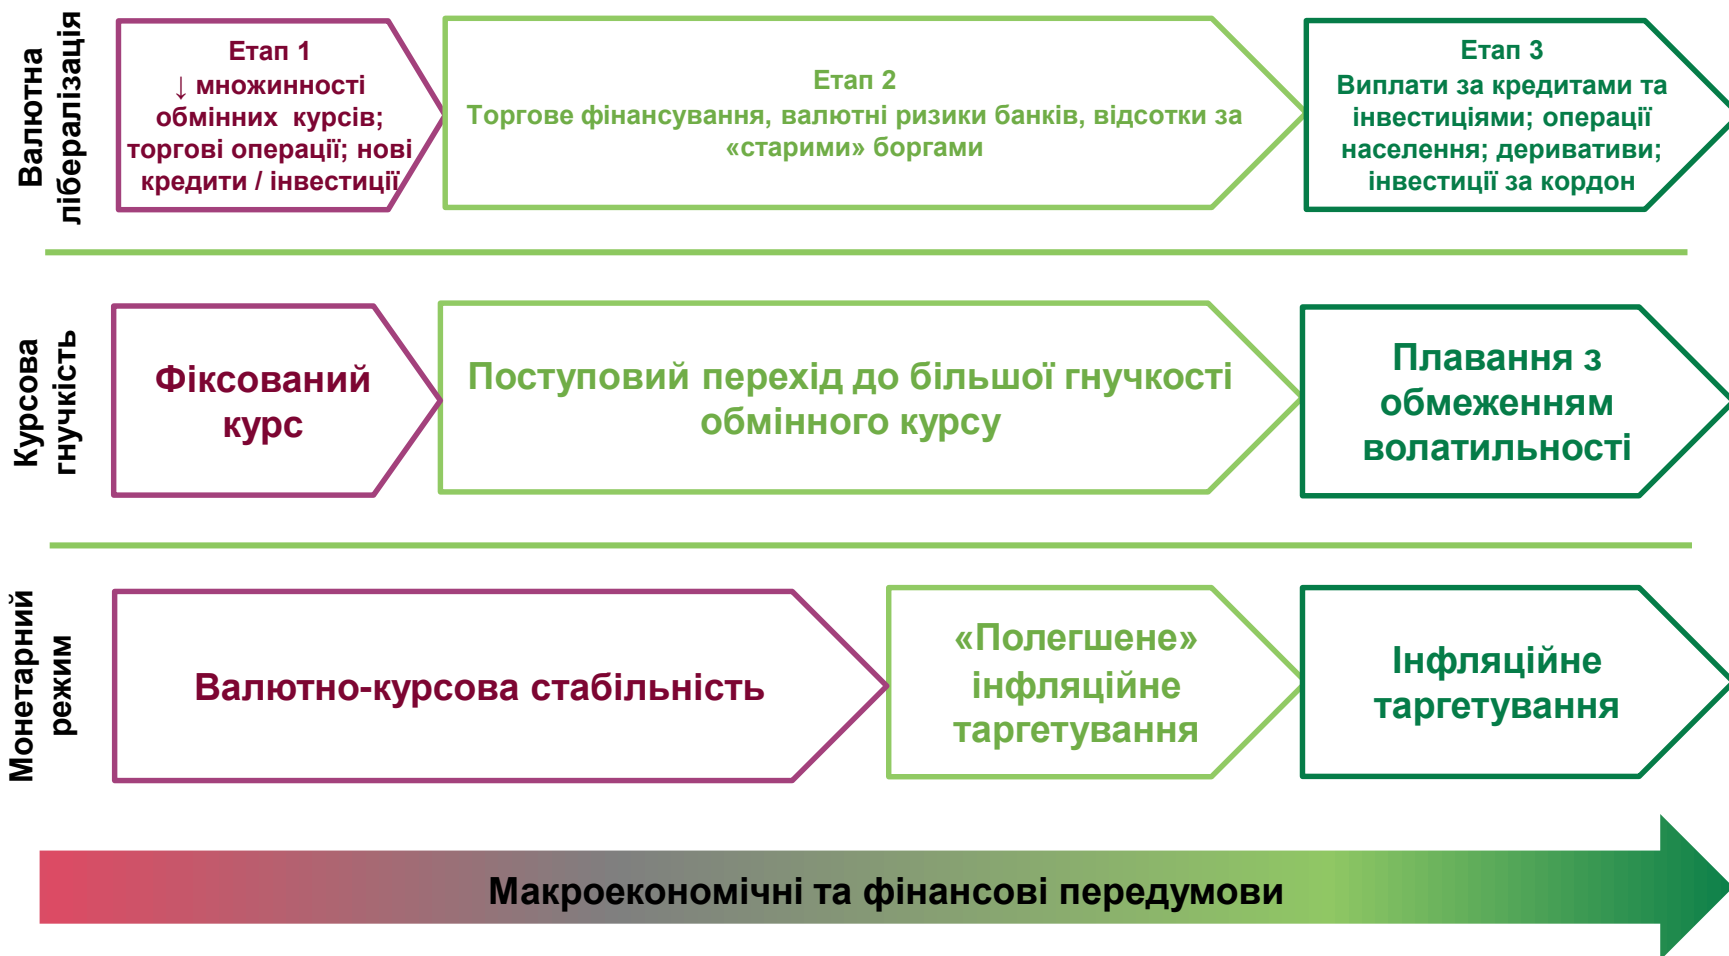 Валютна
лібералізація
Етап 1
↓ множинності
обмінних курсів;
торгові операції; нові
кредити / інвестиції
Етап 2
Торгове фінансування, валютні ризики банків, відсотки за
«старими» боргами
Етап 3
Виплати за кредитами та
інвестиціями; операції
населення; деривативи;
інвестиції за кордон
Курсова
гнучкість
Фіксований
курс
Поступовий перехід до більшої гнучкості
обмінного курсу
Плавання з
обмеженням
волатильності
Монетарний
режим
Валютно-курсова стабільність
«Полегшене»
інфляційне
таргетування
Інфляційне
таргетування
Макроекономічні та фінансові передумови